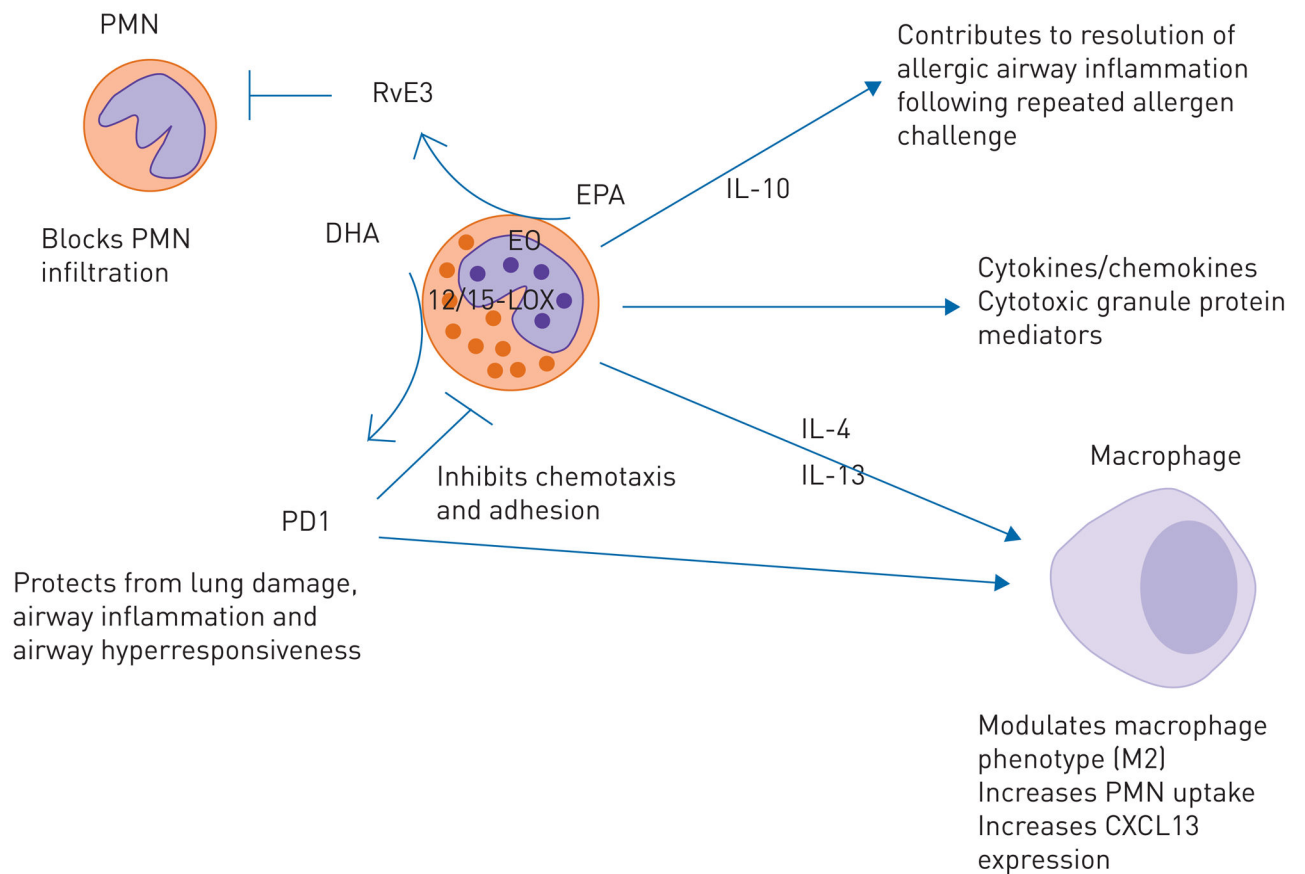 PMN
RvE3
Contributes to resolution of
allergic airway inflammation
following repeated allergen
challenge
EPA
IL-10
DHA
Blocks PMN
infiltration
EO
12/15-LOX
Cytokines/chemokines
Cytotoxic granule protein
mediators
IL-4
IL-13
Macrophage
Inhibits chemotaxis
and adhesion
PD1
Protects from lung damage,
airway inflammation and
airway hyperresponsiveness
Modulates macrophage
phenotype (M2)
Increases PMN uptake
Increases CXCL13
expression